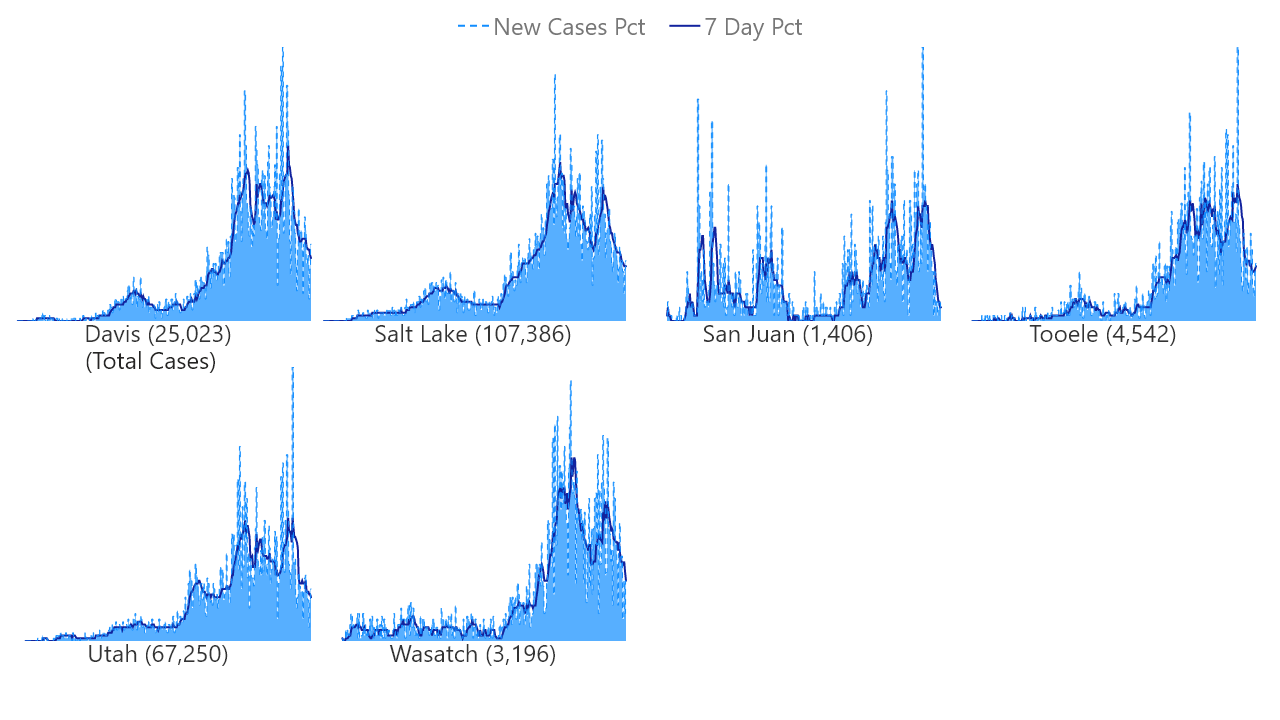 New Cases Pct 7 Day Pct
Davis (25,023)
(Total Cases)
Salt Lake (107,386)
San Juan (1,406)
Tooele (4,542)
Utah (67,250)
Wasatch (3,196)